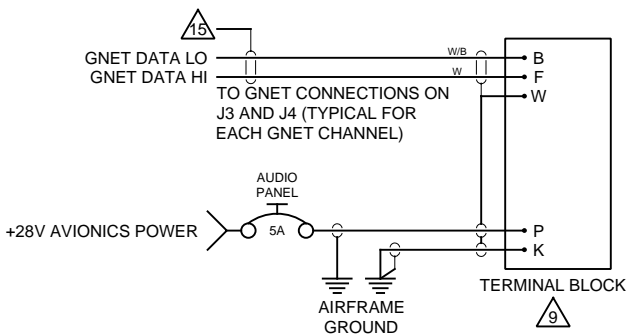 15
W/B
GNET DATA LO
B
GNET DATA HI
W
F
TO GNET CONNECTIONS ON
W
J3 AND J4 (TYPICAL FOR
EACH GNET CHANNEL)
AUDIO
PANEL
+28V AVIONICS POWER
5A
P
K
AIRFRAME
GROUND
TERMINAL BLOCK
9